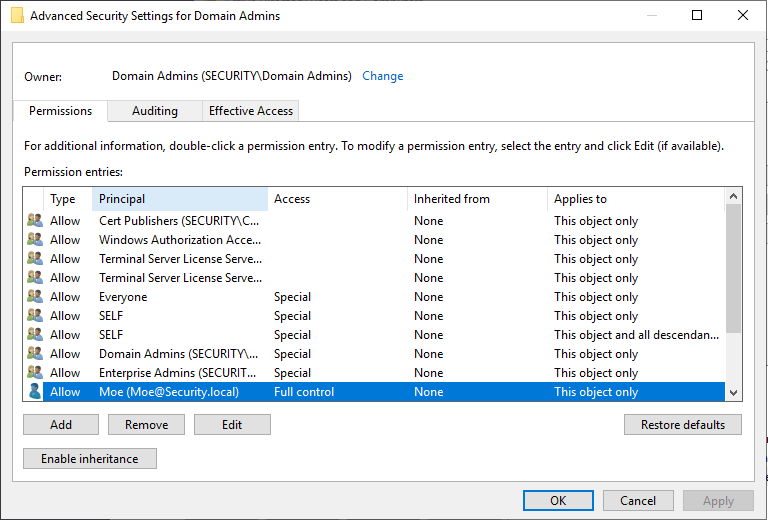 Advanced Security Settings for Domain Admins
Owner: Domain Admins (SECURITY\Domain Admins) Change
Permissions Auditing Effective Access
For additional information, double-click a permission entry. To modify a permission entry, select the entry and click Edit (if available).
Permission entries:
Type Principal Access Inherited from Applies to
Allow Cert Publishers (SECURITY\C... None This object only
Allow Windows Authorization Acce... None This object only
Allow Terminal Server License Serve... None This object only
Allow Terminal Server License Serve... None This object only
Allow Everyone Special None This object only
Allow SELF Special None This object only
Allow SELF Special None This object and all descendan...
Allow Domain Admins (SECURITY\... Special None This object only
Allow Enterprise Admins (SECURIT... Special None This object only
Allow Moe (Moe@Security.local) Full control None This object only
Add Remove Edit Restore defaults
Enable inheritance
OK Cancel Apply